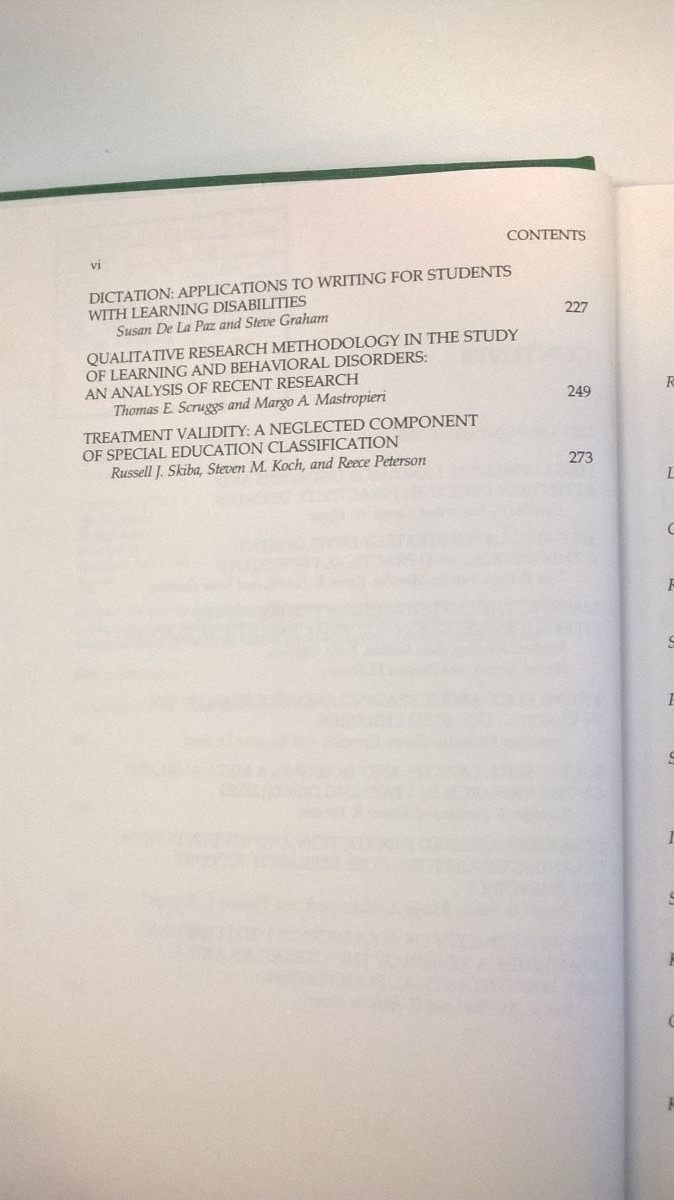 CONTENTS
vi
DICTATION: APPLICATIONS TO WRITING FOR STUDENTS
WITH LEARNING DISABILITIES 227
Susan De La Paz and Steve Graham
QUALITATIVE RESEARCH METHODOLOGY IN THE STUDY
OF LEARNING AND BEHAVIORAL DISORDERS:
AN ANALYSIS OF RECENT RESEARCH 249
Thomas E. Scruggs and Margo A. Mastropieri
TREATMENT VALIDITY: A NEGLECTED COMPONENT
OF SPECIAL EDUCATION CLASSIFICATION 273
Russell J. Skiba, Steven M. Koch, and Reece Peterson